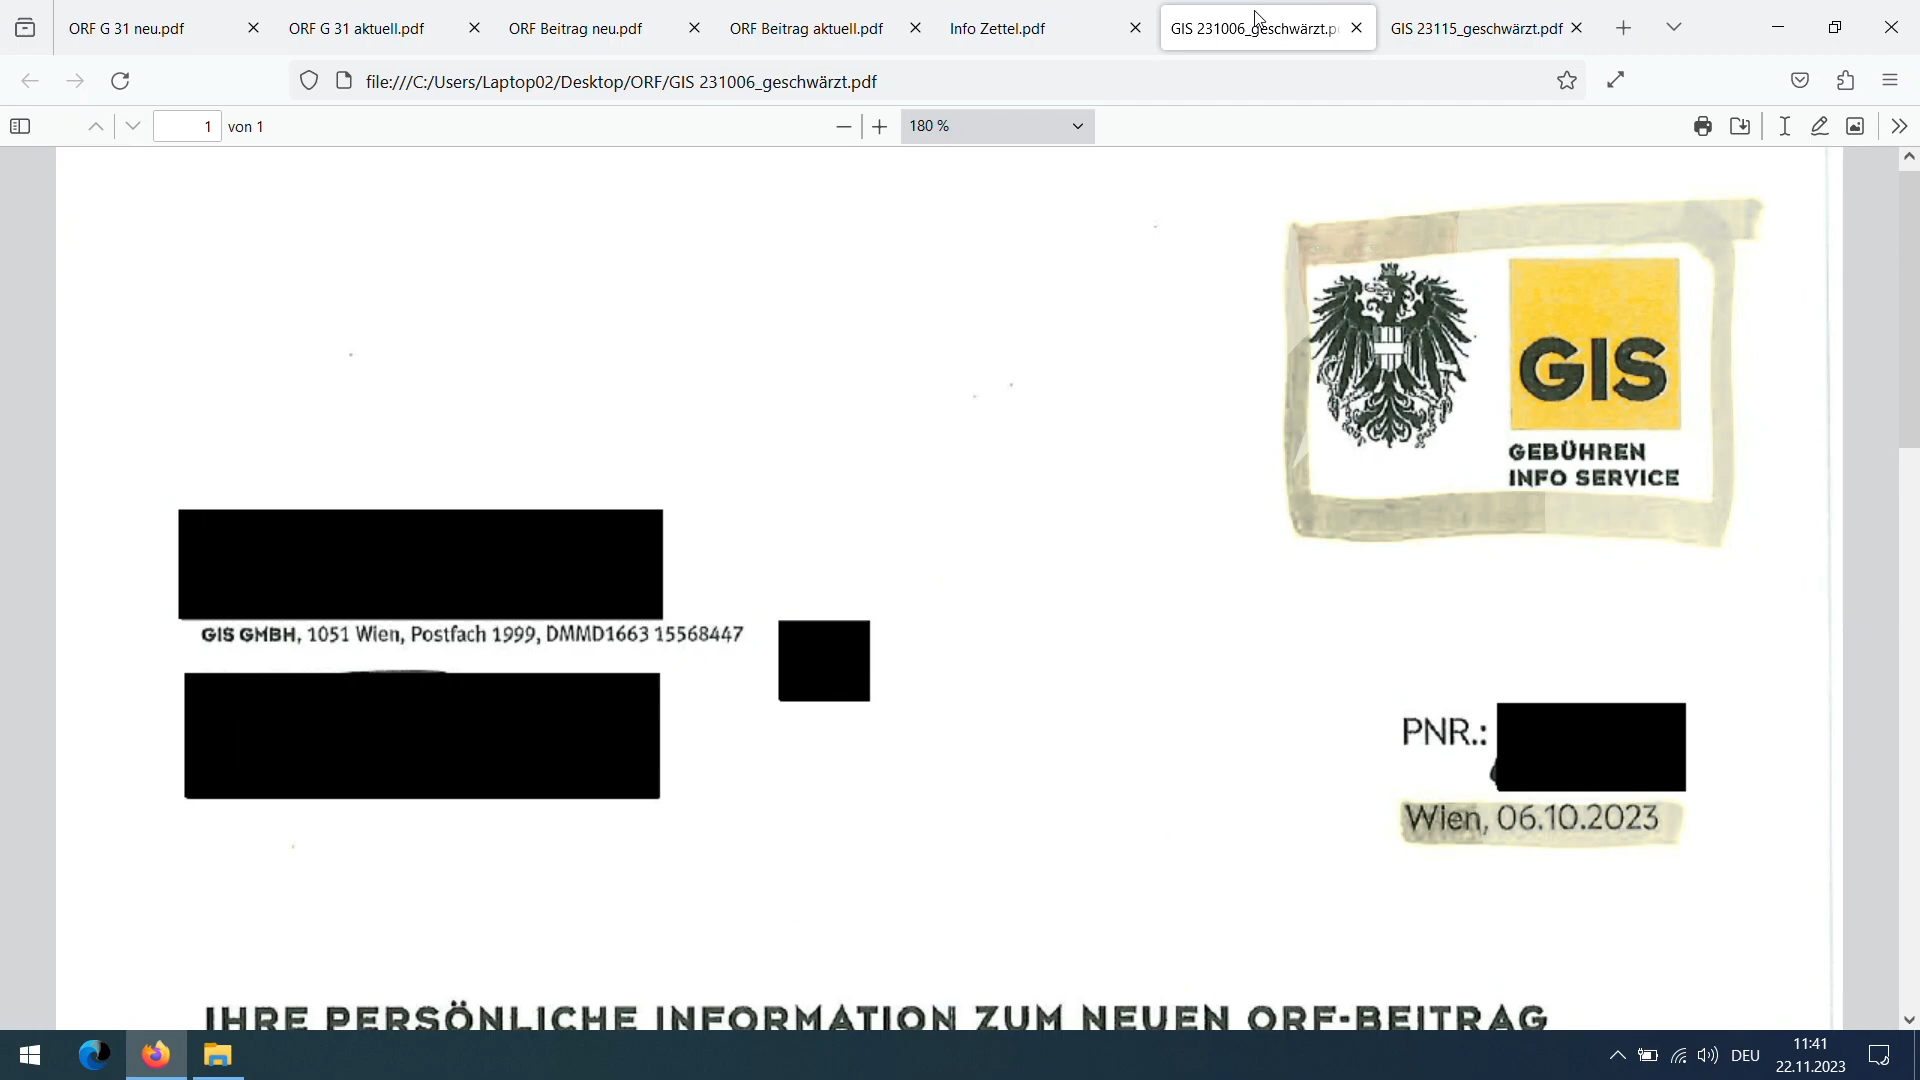 ORF G 31 neu.pdf
ORF G 31 aktuell.pdf
ORF Beitrag neu.pdf
ORF Beitrag aktuell.pdf
Info Zettel.pdf
GIS 231006_geschwärzt.p
GIS 23115_geschwärzt.pdf
file:///C:/Users/Laptop02/Desktop/ORF/GIS 231006_geschwärzt.pdf
1 von 1
180 %
GIS
GEBÜHREN
INFO SERVICE
GIS GMBH, 1051 Wien, Postfach 1999, DMMD1663 15568447
PNR.:
Wien, 06.10.2023
IHRE PERSÖNLICHE INFORMATION ZUM NEUEN ORF-BEITRAG
DEU
11:41
22.11.2023